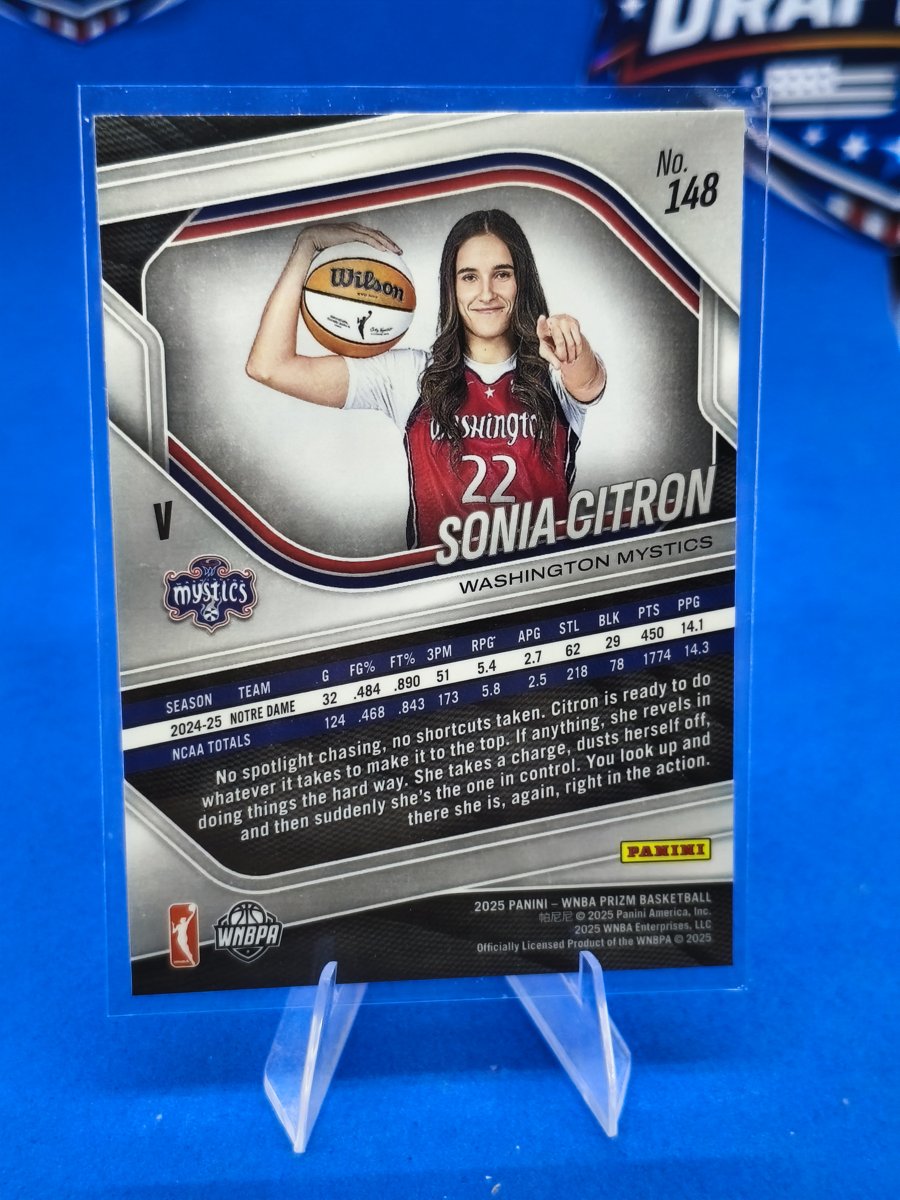 DRAFT
No.
148
Wilson
WASHINGTON
22
SONIA CITRON
WASHINGTON MYSTICS
V
MYSTICS
SEASON TEAM G FG% FT% 3PM RPG APG STL BLK PTS PPG
2024-25 NOTRE DAME 32 .484 .890 51 5.4 2.7 62 29 450 14.1
NCAA TOTALS 124 .468 .843 173 5.8 2.5 218 78 1774 14.3
No spotlight chasing, no shortcuts taken. Citron is ready to do
whatever it takes to make it to the top. If anything, she revels in
doing things the hard way. She takes a charge, dusts herself off,
and then suddenly she's the one in control. You look up and
there she is, again, right in the action.
PANINI
WNBPA
2025 PANINI – WNBA PRIZM BASKETBALL
帕尼尼 © 2025 Panini America, Inc.
2025 WNBA Enterprises, LLC
Officially Licensed Product of the WNBPA © 2025